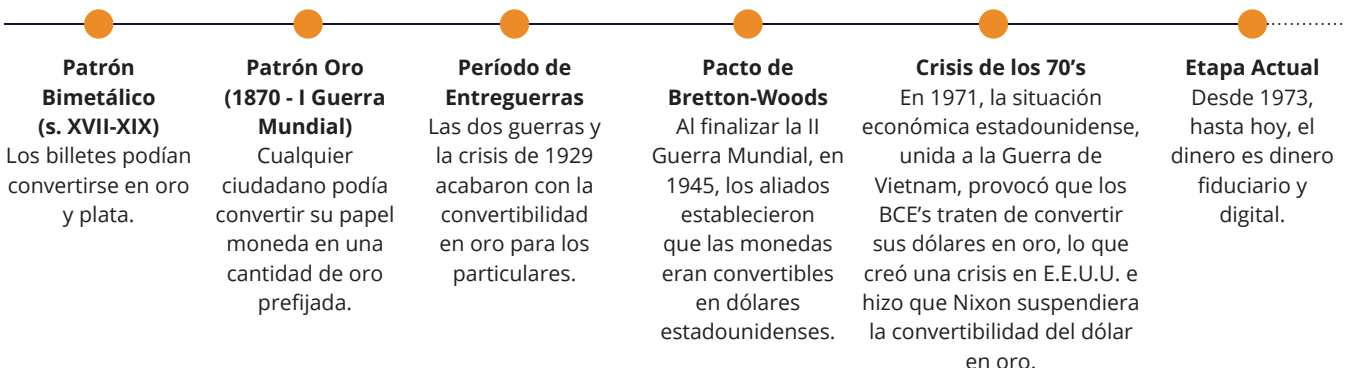 Patrón
Bimetálico
(s. XVII-XIX)
Los billetes podían
convertirse en oro
y plata.
Patrón Oro
(1870 - I Guerra
Mundial)
Cualquier
ciudadano podía
convertir su papel
moneda en una
cantidad de oro
prefijada.
Período de
Entreguerras
Las dos guerras y
la crisis de 1929
acabaron con la
convertibilidad
en oro para los
particulares.
Pacto de
Bretton-Woods
Al finalizar la II
Guerra Mundial, en
1945, los aliados
establecieron
que las monedas
eran convertibles
en dólares
estadounidenses.
Crisis de los 70's
En 1971, la situación
económica estadounidense,
unida a la Guerra de
Vietnam, provocó que los
BCE's traten de convertir
sus dólares en oro, lo que
creó una crisis en E.E.U.U. e
hizo que Nixon suspendiera
la convertibilidad del dólar
en oro.
Etapa Actual
Desde 1973,
hasta hoy, el
dinero es dinero
fiduciario y
digital.